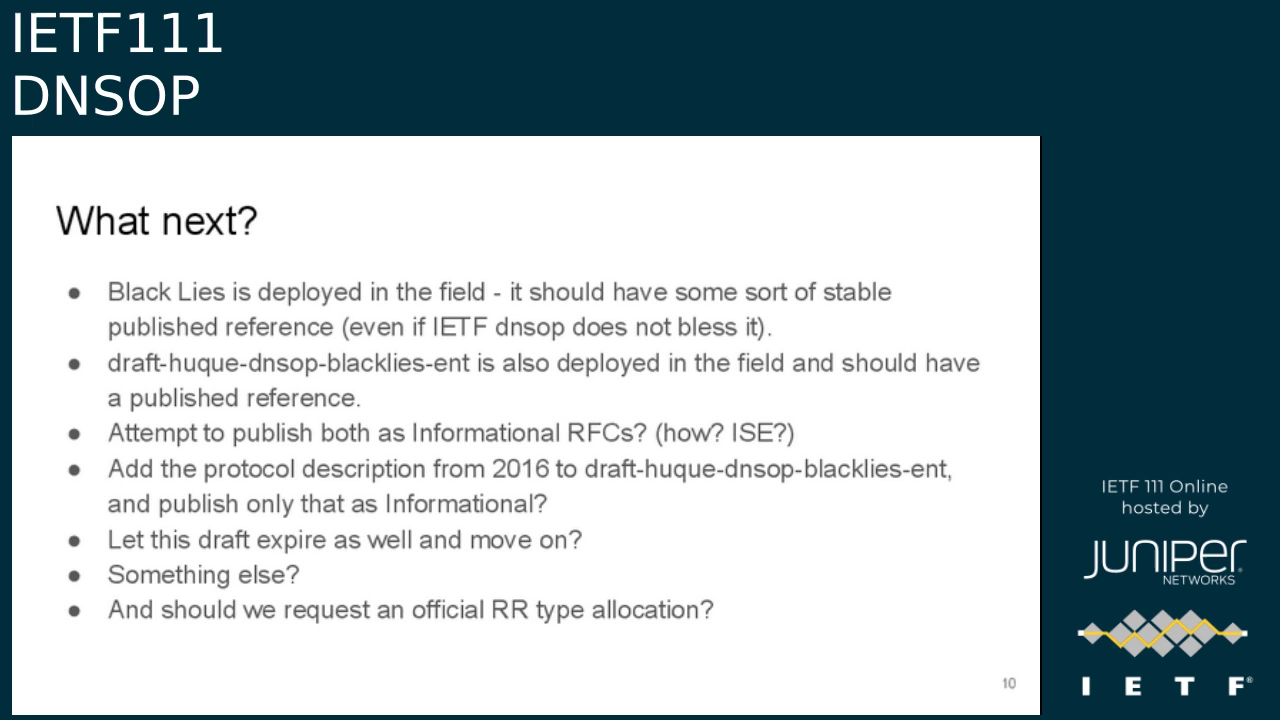 IETF111
DNSOP
What next?
● Black Lies is deployed in the field - it should have some sort of stable
published reference (even if IETF dnsop does not bless it).
● draft-huque-dnsop-blacklies-ent is also deployed in the field and should have
a published reference.
● Attempt to publish both as Informational RFCs? (how? ISE?)
● Add the protocol description from 2016 to draft-huque-dnsop-blacklies-ent,
and publish only that as Informational?
● Let this draft expire as well and move on?
● Something else?
● And should we request an official RR type allocation?
10
IETF 111 Online
hosted by
JUNIPER
NETWORKS
I E T F®